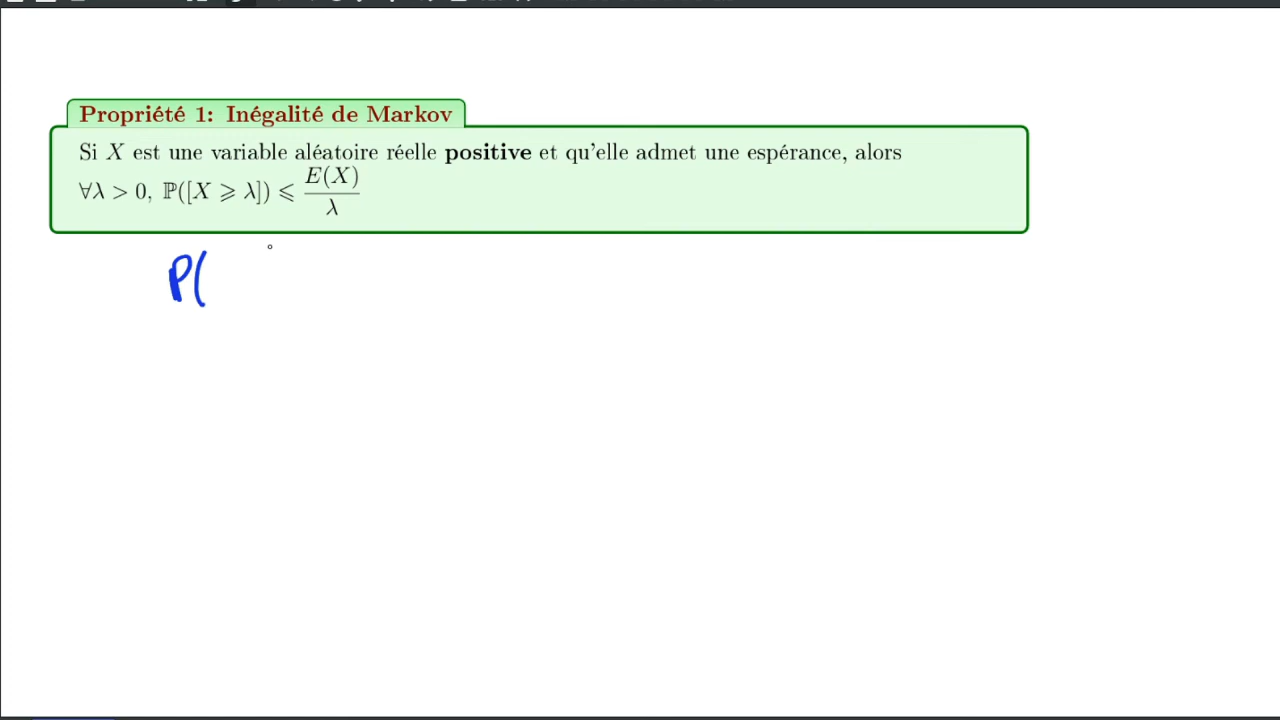 Propriété 1: Inégalité de Markov
Si X est une variable aléatoire réelle positive et qu'elle admet une espérance, alors
∀λ > 0, ℙ([X ⩾ λ]) ⩽ E(X)/λ
P(